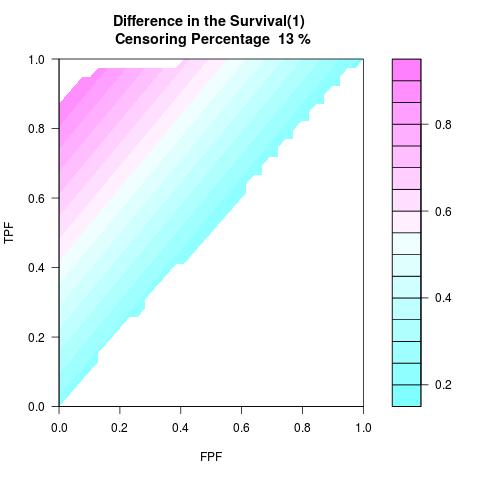 Difference in the Survival(1)
Censoring Percentage 13 %
1.0
0.8
0.6
0.4
0.2
0.0
TPF
0.0 0.2 0.4 0.6 0.8 1.0
FPF
0.8
0.6
0.4
0.2